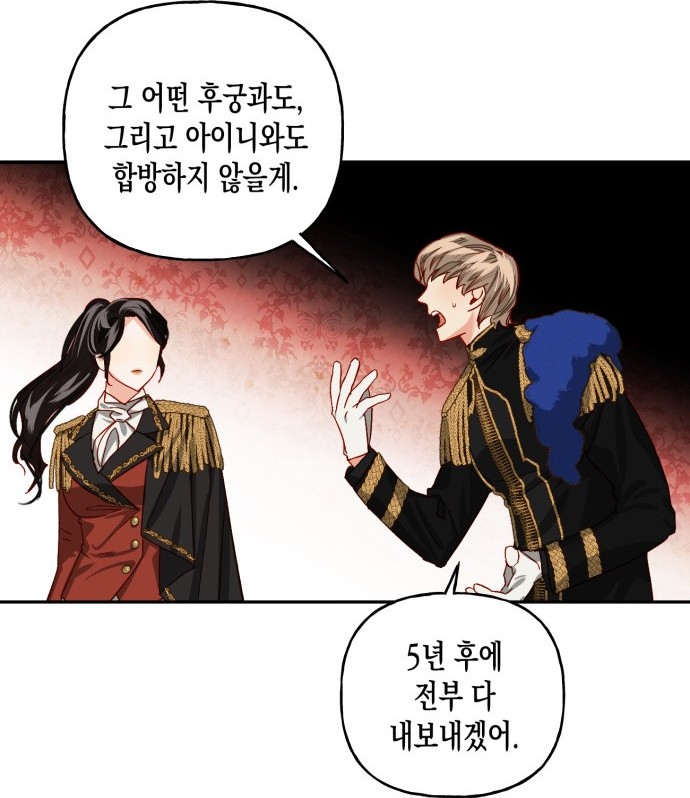 그 어떤 후궁과도,
그리고 아이니와도
합방하지 않을게.
5년 후에
전부 다
내보내겠어.